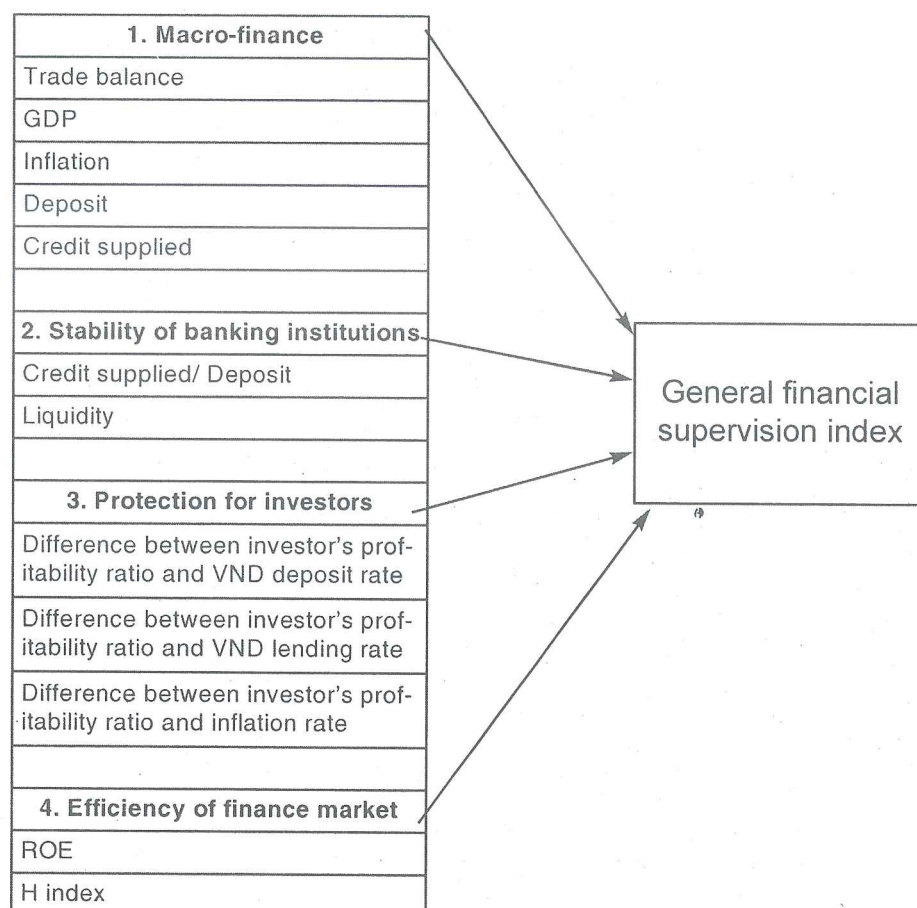 1. Macro-finance
Trade balance
GDP
Inflation
Deposit
Credit supplied
2. Stability of banking institutions
Credit supplied/ Deposit
Liquidity
3. Protection for investors
Difference between investor's prof-
itability ratio and VND deposit rate
Difference between investor's prof-
itability ratio and VND lending rate
Difference between investor's prof-
itability ratio and inflation rate
4. Efficiency of finance market
ROE
H index
General financial
supervision index